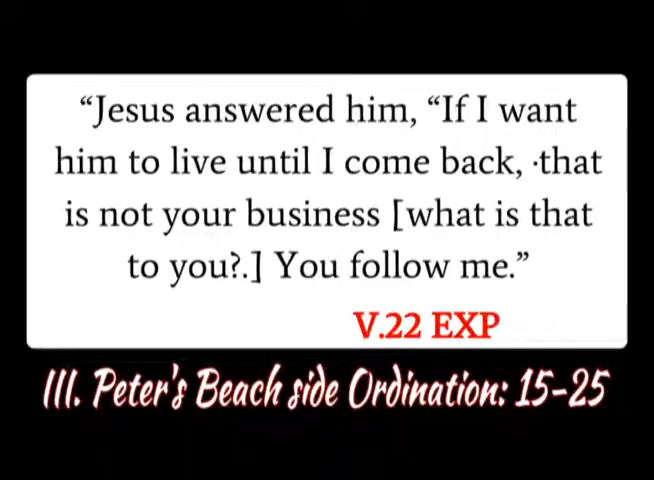 “Jesus answered him, “If I want
him to live until I come back, ·that
is not your business [what is that
to you?.] You follow me.”
V.22 EXP
III. Peter's Beach side Ordination: 15-25